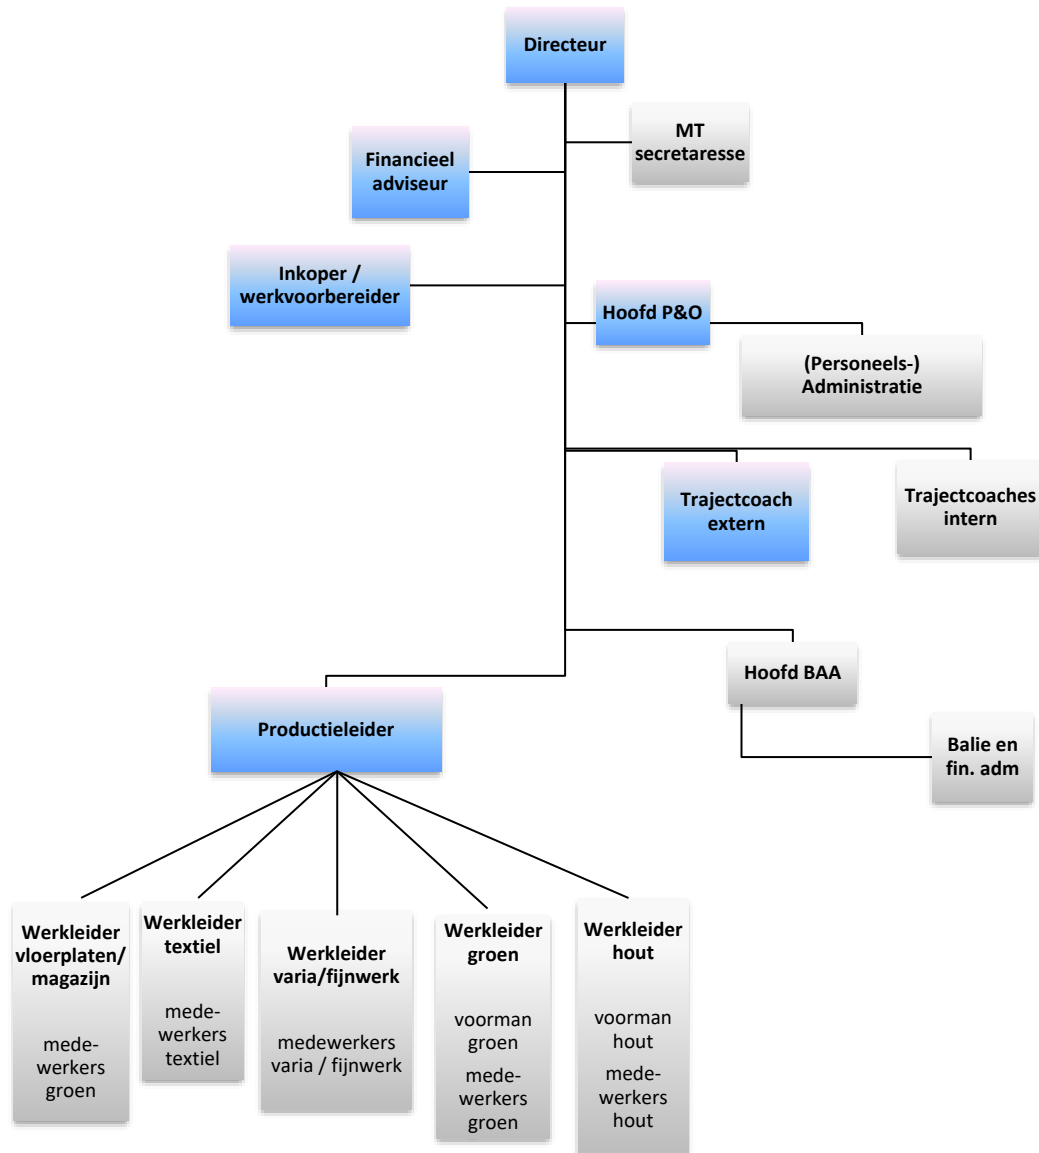 Directeur
MT
secretaresse
Financieel
adviseur
Inkoper /
werkvoorbereider
Hoofd P&O
(Personeels-)
Administratie
Trajectcoach
extern
Trajectcoaches
intern
Hoofd BAA
Productieleider
Balie en
fin. adm
Werkleider
vloerplaten/
magazijn
mede-
werkers
groen
Werkleider
textiel
mede-
werkers
textiel
Werkleider
varia/fijnwerk
medewerkers
varia / fijnwerk
Werkleider
groen
voorman
groen
mede-
werkers
groen
Werkleider
hout
voorman
hout
mede-
werkers
hout